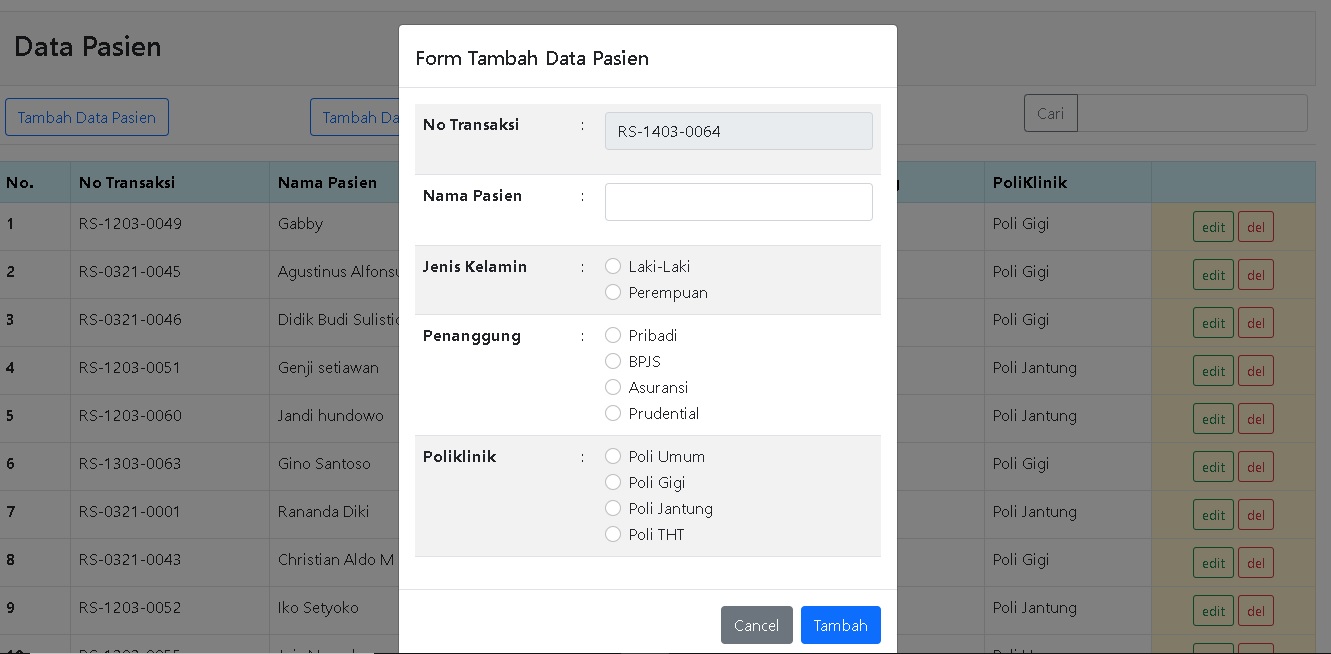 Data Pasien
Form Tambah Data Pasien
Tambah Data Pasien
Tambah Da
Cari
No Transaksi : RS-1403-0064
Nama Pasien :
Jenis Kelamin : Laki-Laki
Perempuan
Penanggung : Pribadi
BPJS
Asuransi
Prudential
Poliklinik : Poli Umum
Poli Gigi
Poli Jantung
Poli THT
Cancel Tambah
No. No Transaksi Nama Pasien PoliKlinik
1 RS-1203-0049 Gabby Poli Gigi edit del
2 RS-0321-0045 Agustinus Alfonsu Poli Gigi edit del
3 RS-0321-0046 Didik Budi Sulistio Poli Gigi edit del
4 RS-1203-0051 Genji setiawan Poli Jantung edit del
5 RS-1203-0060 Jandi hundowo Poli Jantung edit del
6 RS-1303-0063 Gino Santoso Poli Gigi edit del
7 RS-0321-0001 Rananda Diki Poli Jantung edit del
8 RS-0321-0043 Christian Aldo M Poli Gigi edit del
9 RS-1203-0052 Iko Setyoko Poli Jantung edit del